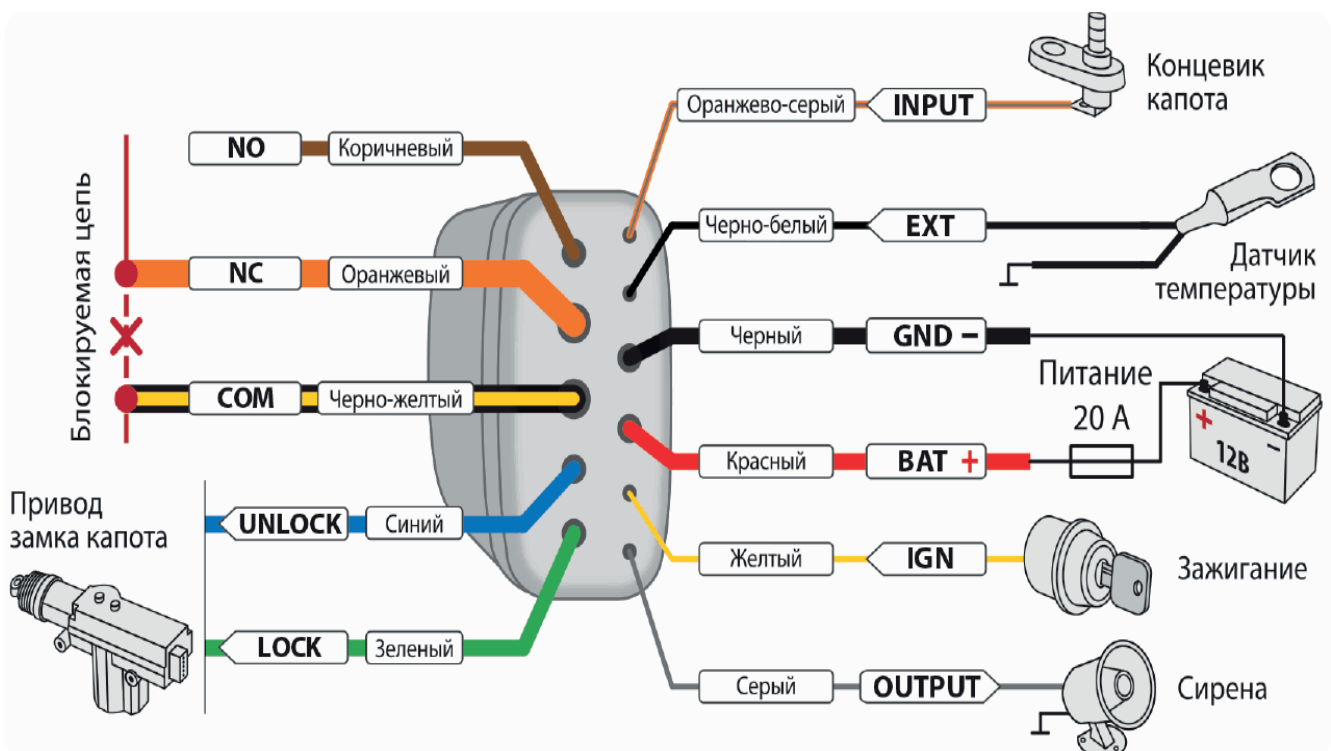 Блокируемая цепь
NO
Коричневый
NC
Оранжевый
COM
Черно-желтый
Привод
замка капота
UNLOCK
Синий
LOCK
Зеленый
Оранжево-серый
INPUT
Концевик
капота
Черно-белый
EXT
Датчик
температуры
Черный
GND –
Питание
20 А
Красный
BAT +
+
–
12В
Желтый
IGN
Зажигание
Серый
OUTPUT
Сирена